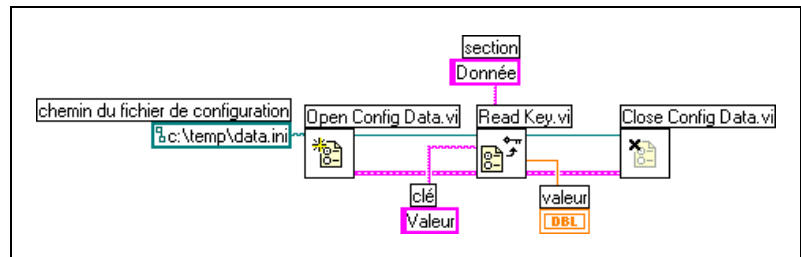 section
Donnée
chemin du fichier de configuration
Open Config Data.vi
Read Key.vi
Close Config Data.vi
c:\temp\data.ini
clé
Valeur
valeur
DBL